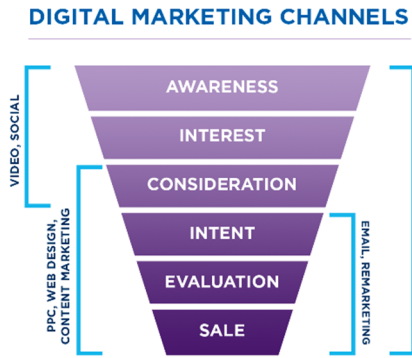 DIGITAL MARKETING CHANNELS
AWARENESS
INTEREST
CONSIDERATION
INTENT
EVALUATION
SALE
VIDEO, SOCIAL
PPC, WEB DESIGN,
CONTENT MARKETING
EMAIL, REMARKETING